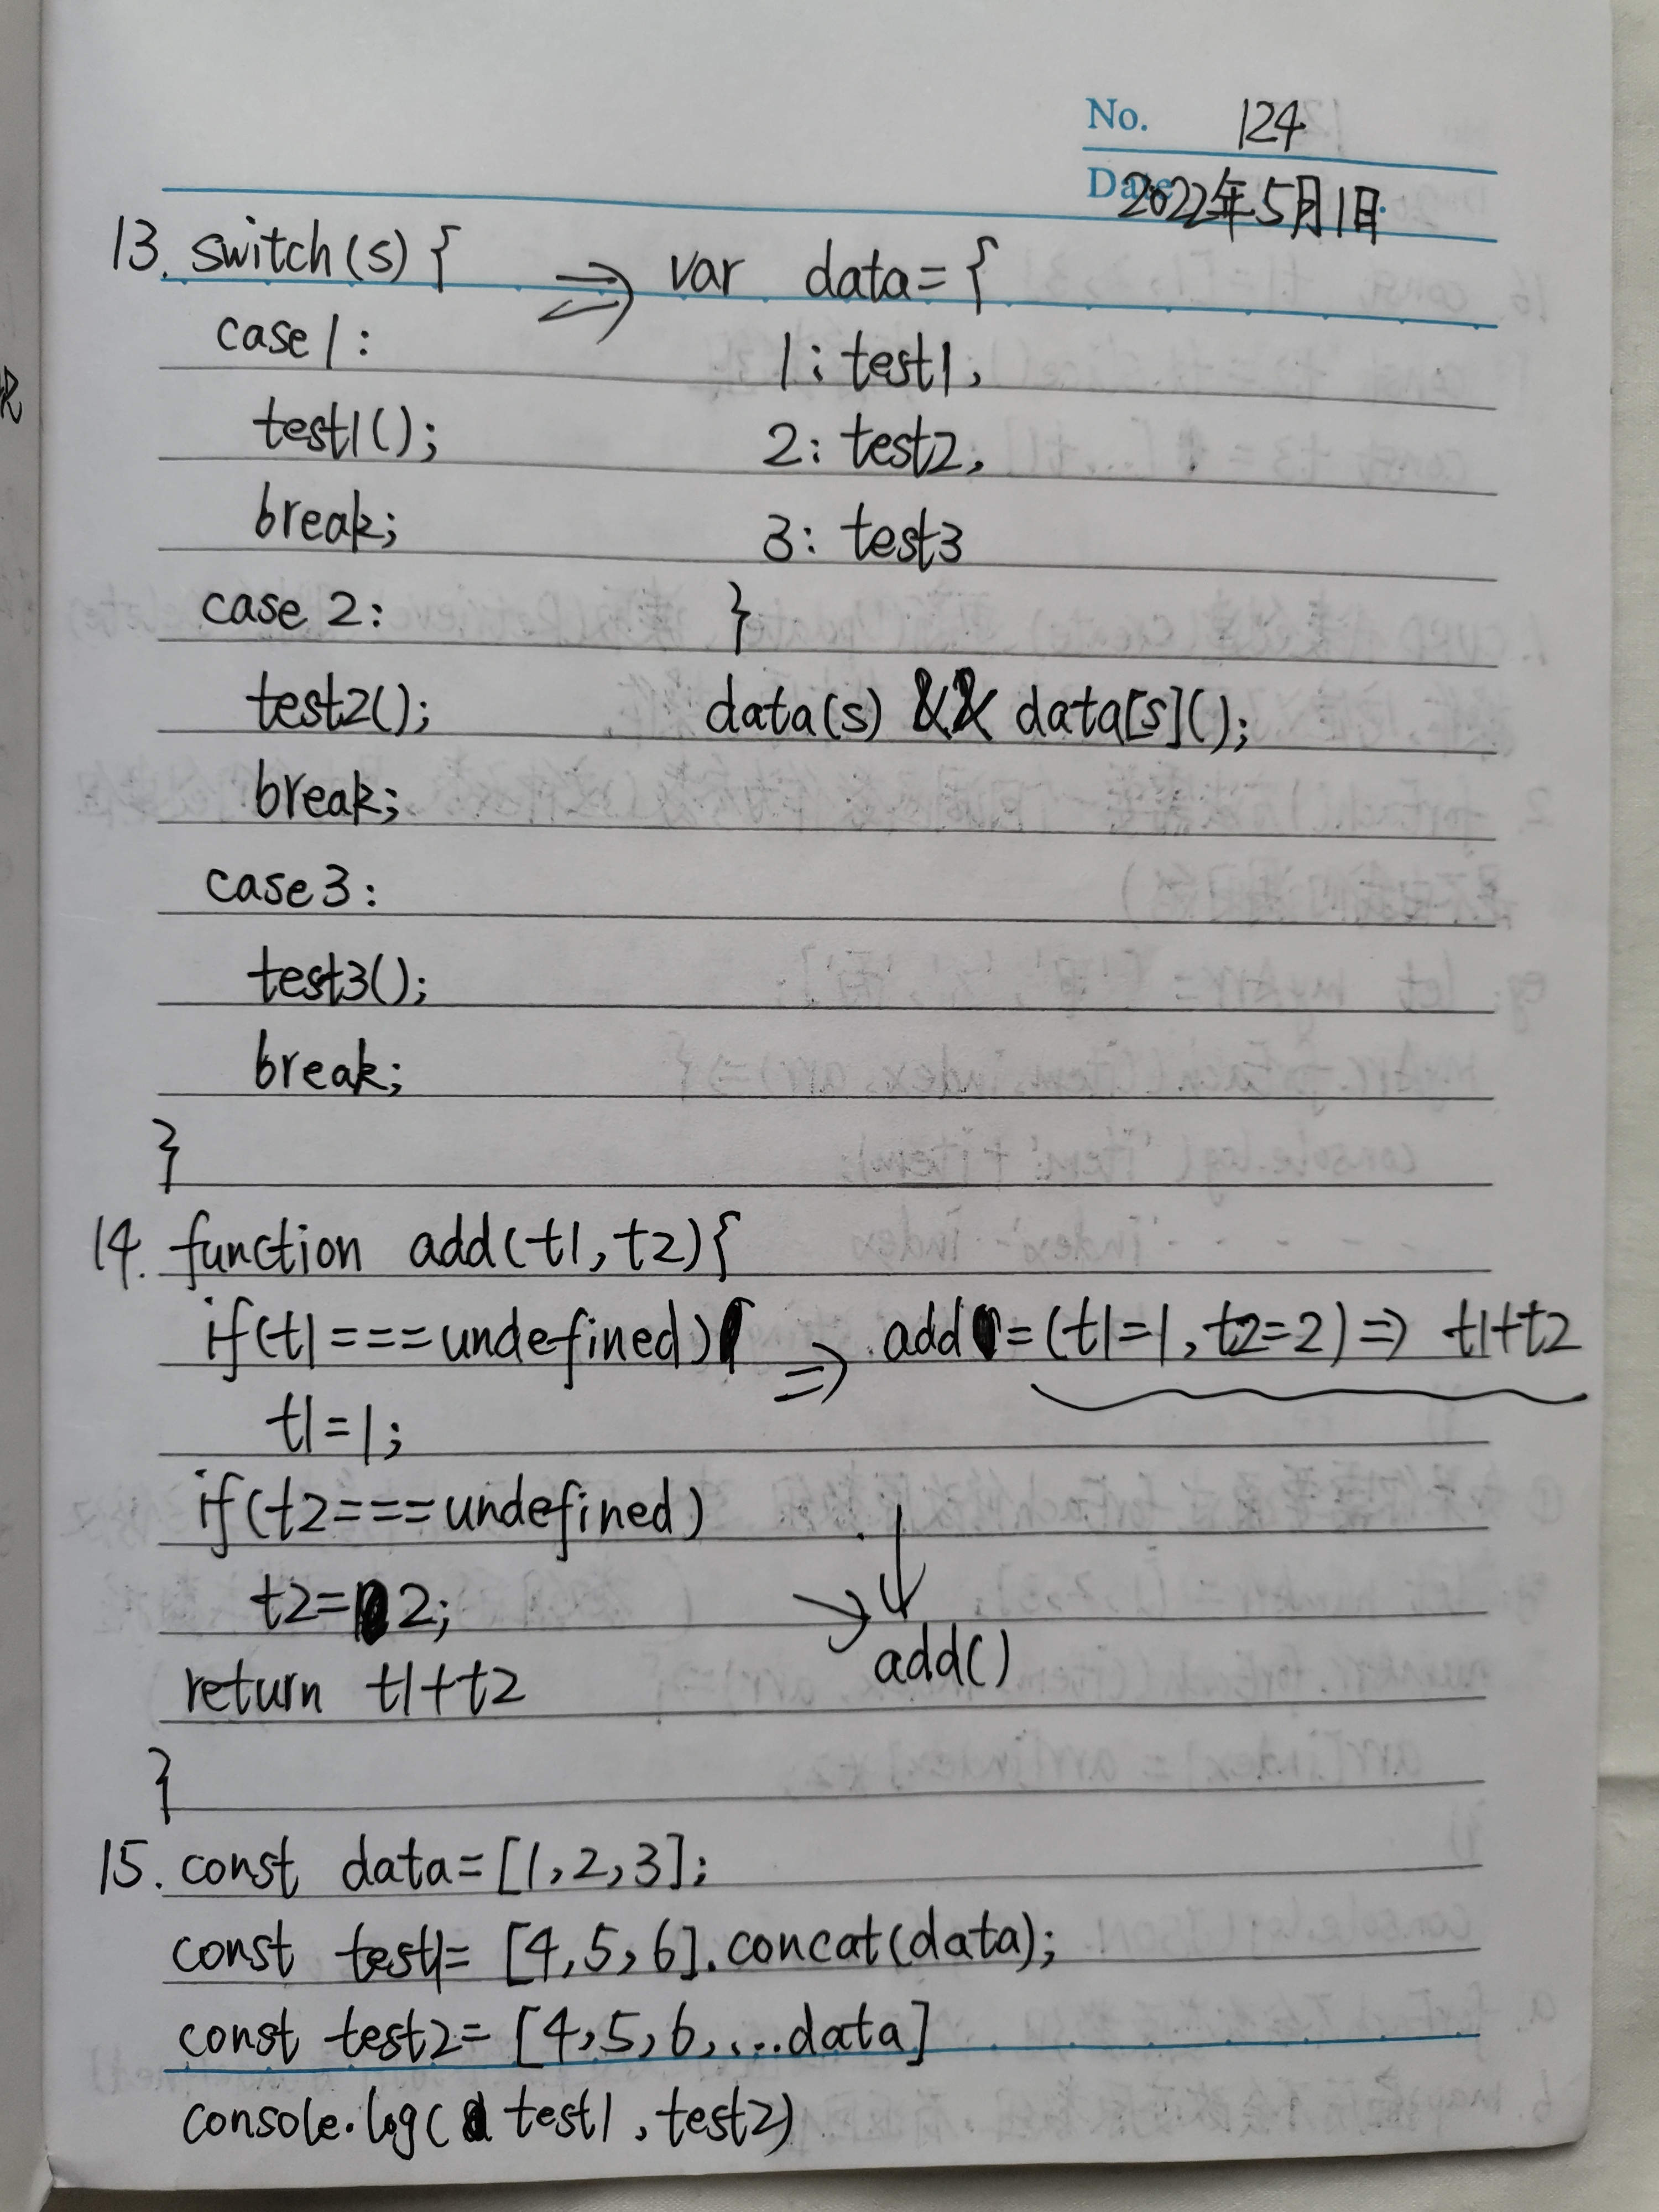 No. 124
Date 2022年5月1日
13. switch(s) { ⇒ var data = {
case 1: 1: test1,
test1(); 2: test2,
break; 3: test3
case 2: }
test2(); data(s) && data[s]();
break;
case 3:
test3();
break;
}
14. function add(t1, t2){
if(t1===undefined) ⇒ add = (t1=1, t2=2) => t1+t2
t1=1;
if(t2===undefined)
t2=2;
add()
return t1+t2
}
15. const data=[1,2,3];
const test1= [4,5,6].concat(data);
const test2= [4,5,6,...data]
console.log( test1, test2)